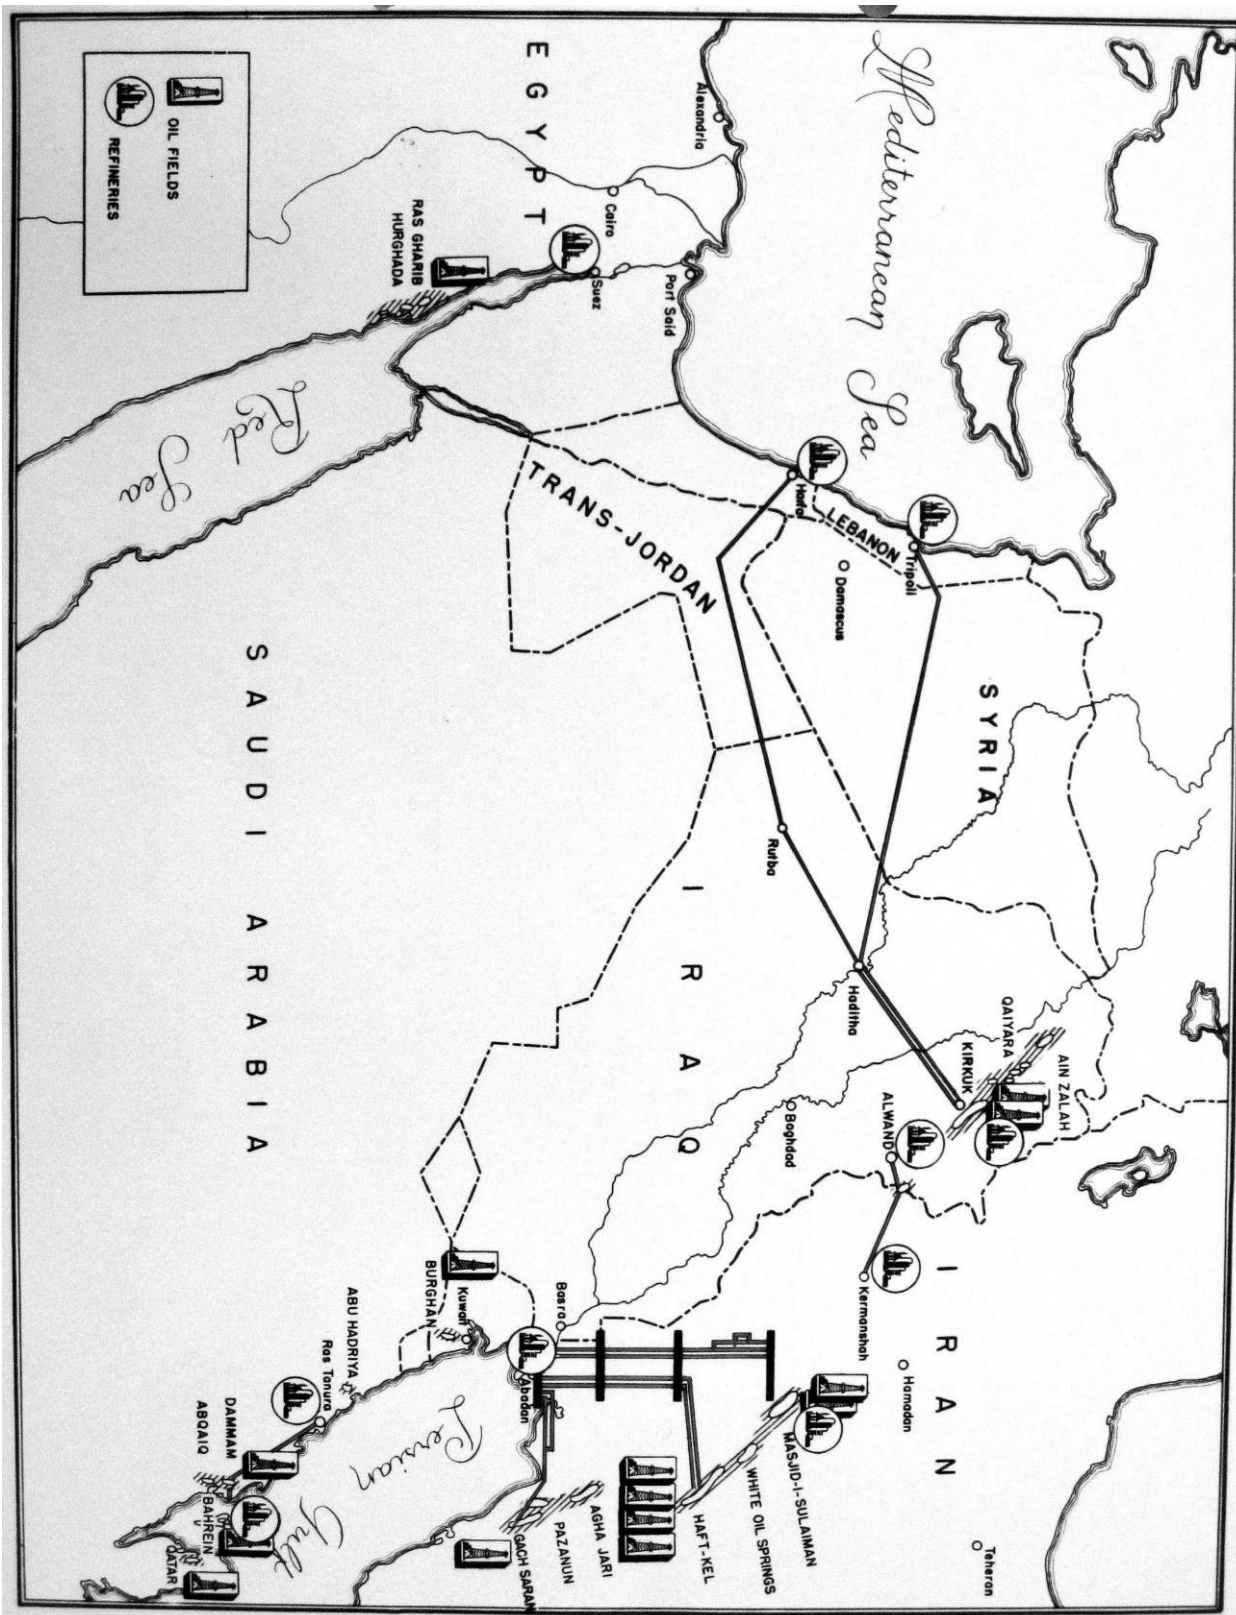 Mediterranean Sea
EGYPT
Alexandria
Cairo
Port Said
Suez
RAS GHARIB
HURGHADA
OIL FIELDS
REFINERIES
Red
Sea
TRANS-JORDAN
Haifa
LEBANON
Tripoli
Damascus
SYRIA
SAUDI ARABIA
IRAQ
Rutba
Haditha
QAIYARA
AIN ZALAH
KIRKUK
ALWAND
Baghdad
IRAN
Kermanshah
Hamadan
Teheran
Basra
Abadan
Kuwait
BURGHAN
ABU HADRIYA
Ras Tanura
DAMMAM
ABQAIQ
BAHREIN
QATAR
Persian Gulf
MASJID-I-SULAIMAN
WHITE OIL SPRINGS
HAFT-KEL
AGHA JARI
PAZANUN
GACH SARAN